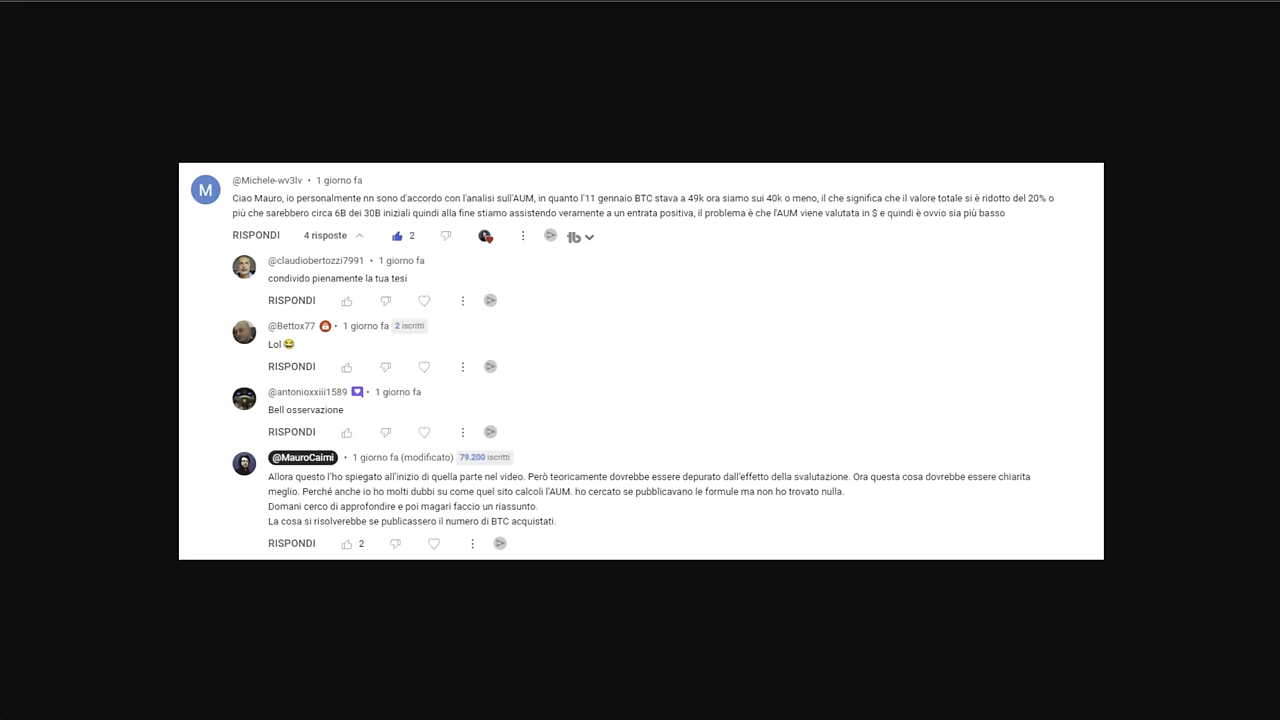 M
@Michele-wv3lv • 1 giorno fa
Ciao Mauro, io personalmente nn sono d'accordo con l'analisi sull'AUM, in quanto l'11 gennaio BTC stava a 49k ora siamo sui 40k o meno, il che significa che il valore totale si è ridotto del 20% o
più che sarebbero circa 6B dei 30B iniziali quindi alla fine stiamo assistendo veramente a un entrata positiva, il problema è che l'AUM viene valutata in $ e quindi è ovvio sia più basso
RISPONDI 4 risposte 2 tb
@claudiobertozzi7991 • 1 giorno fa
condivido pienamente la tua tesi
RISPONDI
@Bettox77 • 1 giorno fa 2 iscritti
Lol 😂
RISPONDI
@antonioxxiii1589 • 1 giorno fa
Bell osservazione
RISPONDI
@MauroCaimi • 1 giorno fa (modificato) 79.200 iscritti
Allora questo l'ho spiegato all'inizio di quella parte nel video. Però teoricamente dovrebbe essere depurato dall'effetto della svalutazione. Ora questa cosa dovrebbe essere chiarita
meglio. Perché anche io ho molti dubbi su come quel sito calcoli l'AUM. ho cercato se pubblicavano le formule ma non ho trovato nulla.
Domani cerco di approfondire e poi magari faccio un riassunto.
La cosa si risolverebbe se publicassero il numero di BTC acquistati.
RISPONDI 2